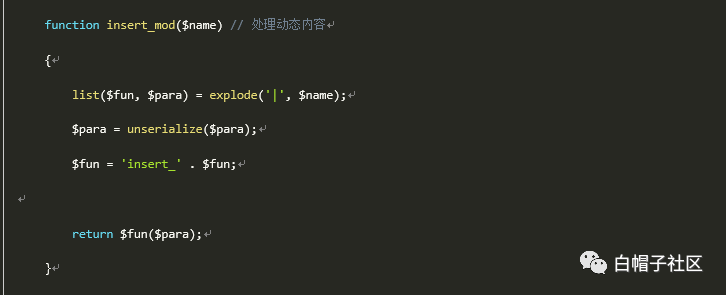 function insert_mod($name) // 处理动态内容↵
{↵
list($fun, $para) = explode('|', $name);↵
$para = unserialize($para);↵
$fun = 'insert_' . $fun;↵
↵
return $fun($para);↵
}↵
白帽子社区